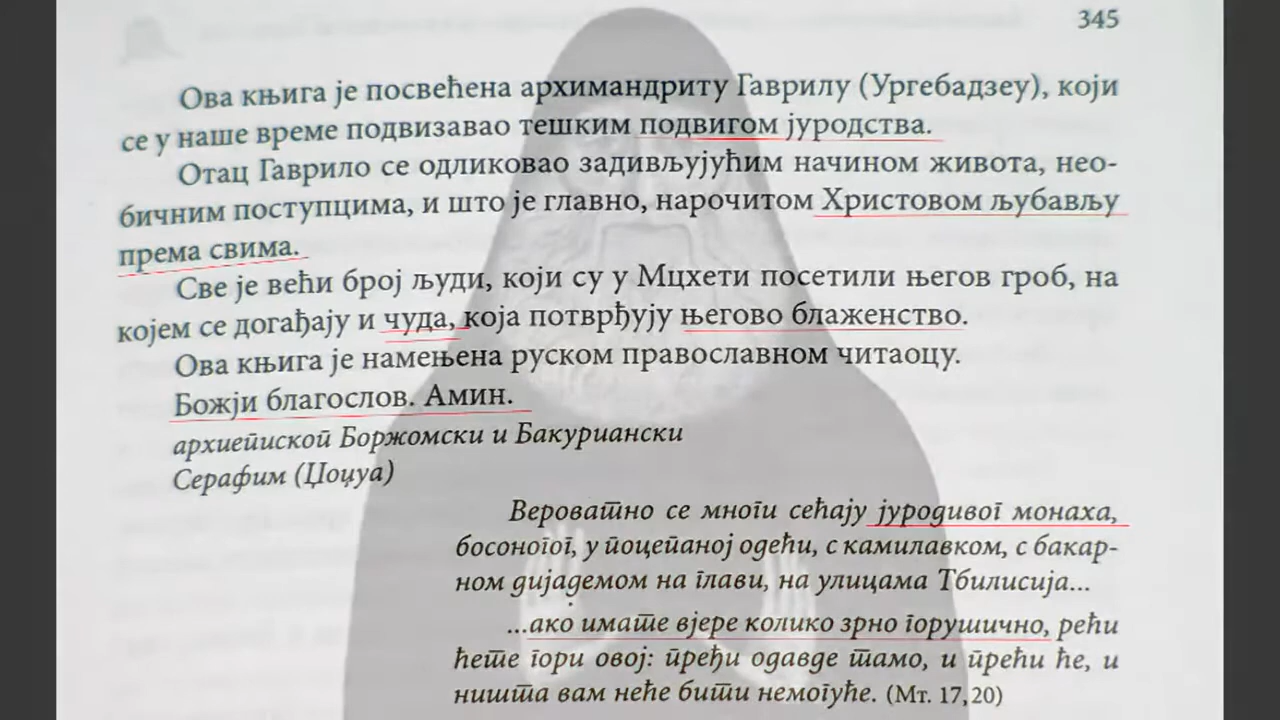 345
Ова књига је посвећена архимандриту Гаврилу (Ургебадзеу), који
се у наше време подвизавао тешким подвигом јуродства.
Отац Гаврило се одликовао задивљујућим начином живота, нео-
бичним поступцима, и што је главно, нарочитом Христовом љубављу
према свима.
Све је већи број људи, који су у Мцхети посетили његов гроб, на
којем се догађају и чуда, која потврђују његово блаженство.
Ова књига је намењена руском православном читаоцу.
Божји благослов. Амин.
архиепископ Боржомски и Бакуриански
Серафим (Џоџуа)
Вероватно се многи сећају јуродивог монаха,
босоногог, у поцепаној одећи, с камилавком, с бакар-
ном дијадемом на глави, на улицама Тбилисија...
...ако имате вјере колико зрно горушично, рећи
ћете гори овој: пређи одавде тамо, и прећи ће, и
ништа вам неће бити немогуће. (Мт. 17,20)